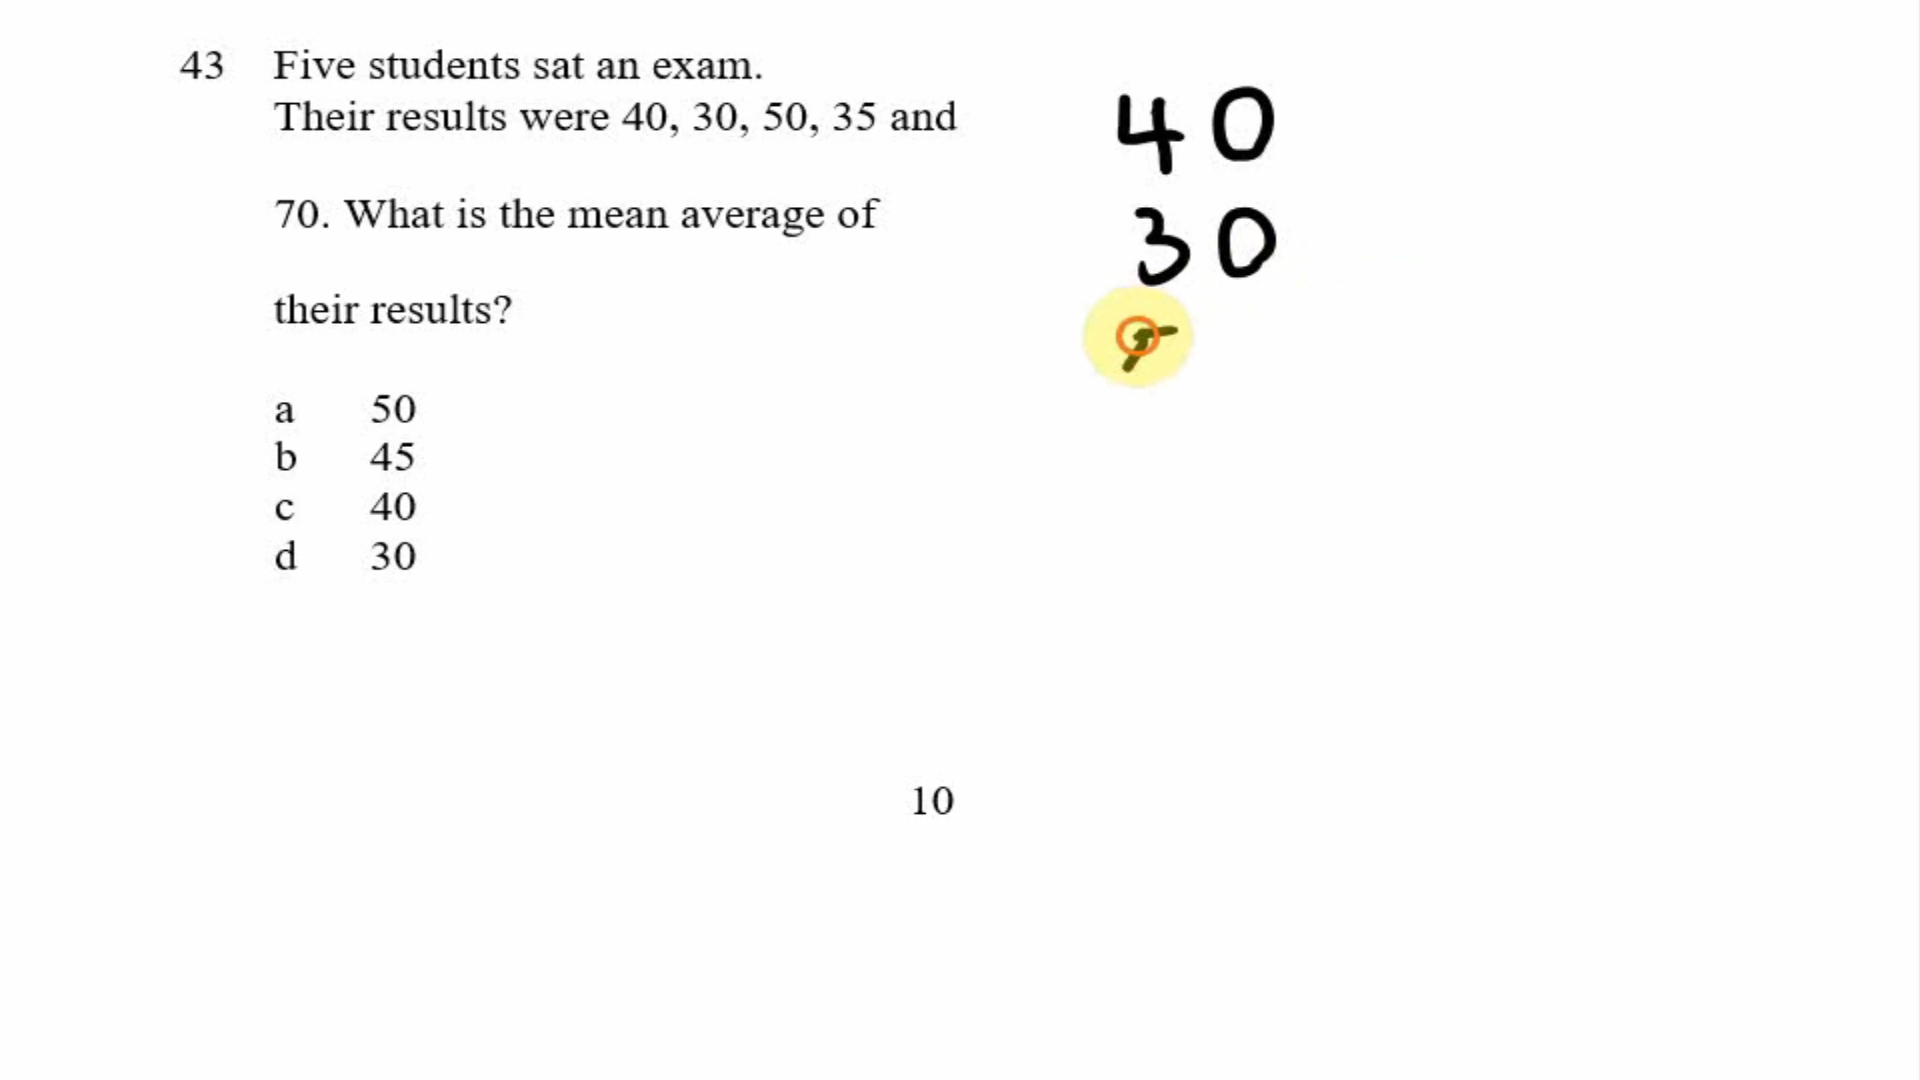 43 Five students sat an exam.
Their results were 40, 30, 50, 35 and
70. What is the mean average of
their results?
a 50
b 45
c 40
d 30
10
40
30